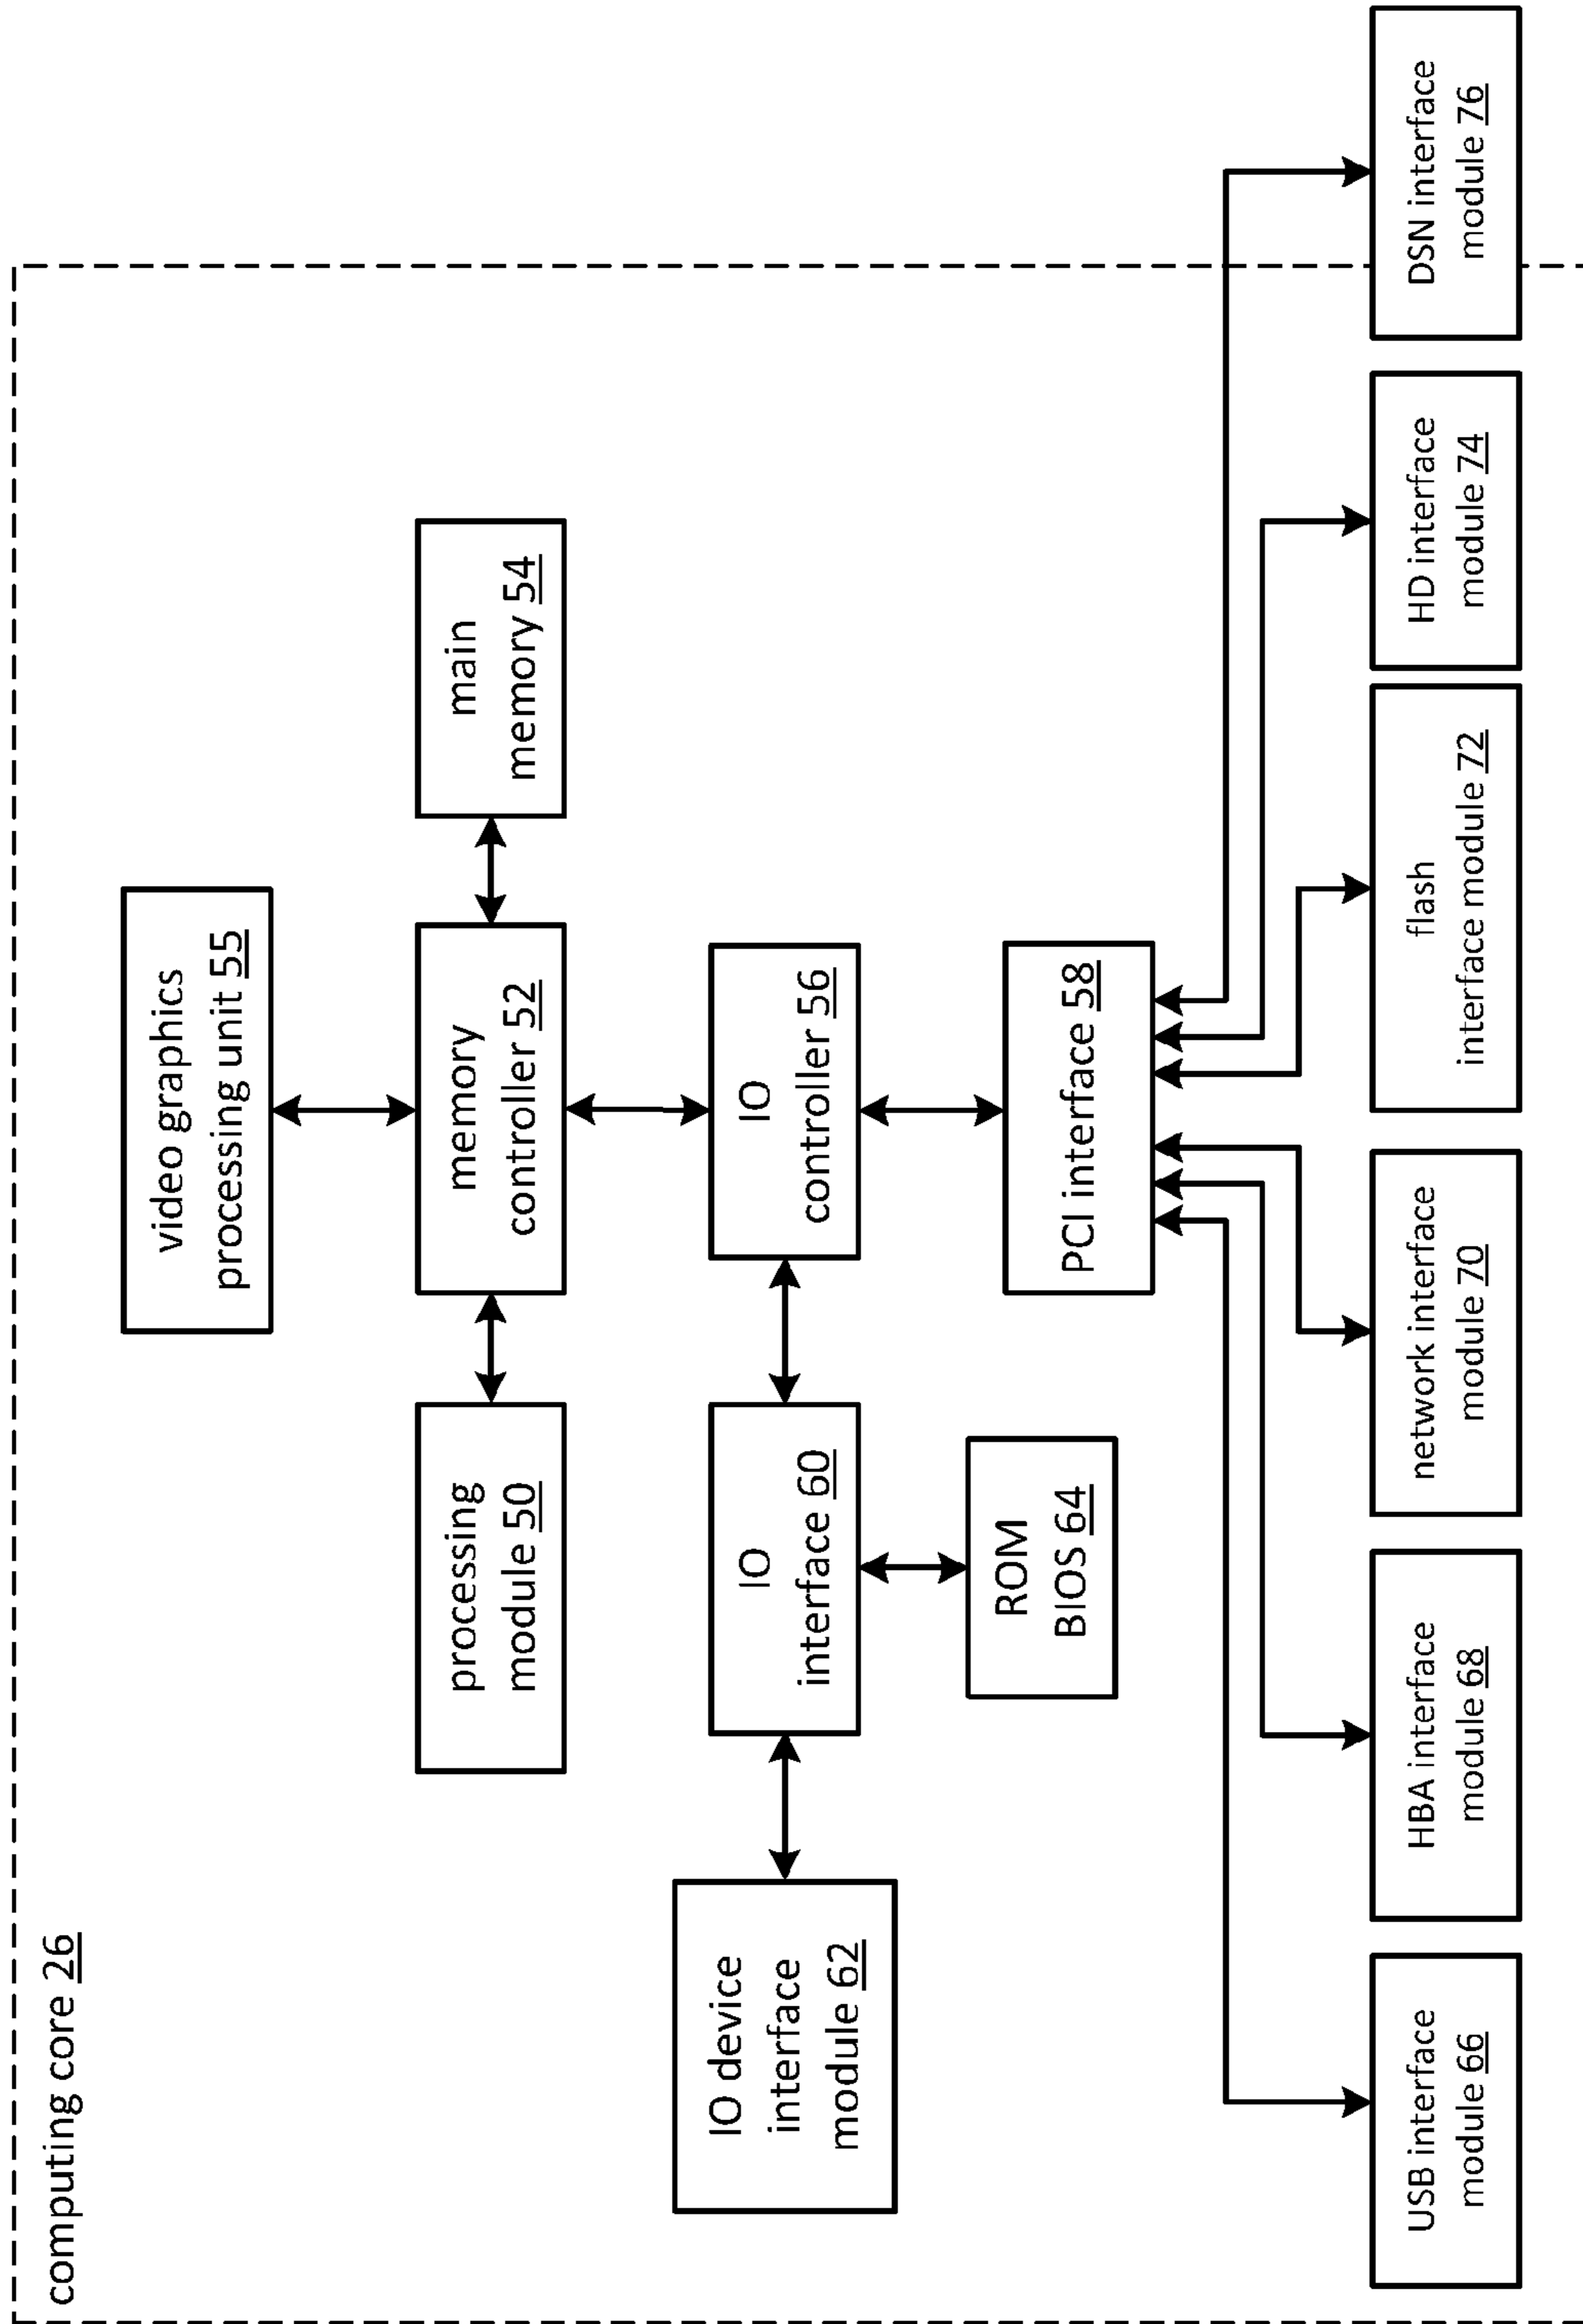 computing core 26
video graphics
processing unit 55
processing
module 50
memory
controller 52
main
memory 54
IO device
interface
module 62
IO
interface 60
IO
controller 56
ROM
BIOS 64
PCI interface 58
USB interface
module 66
HBA interface
module 68
network interface
module 70
flash
interface module 72
HD interface
module 74
DSN interface
module 76